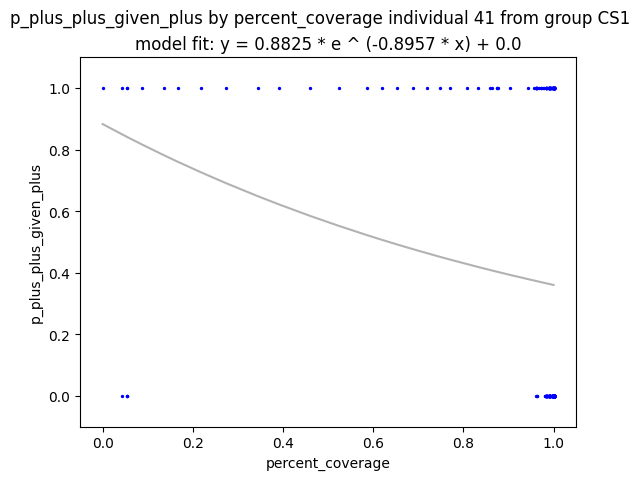 p_plus_plus_given_plus by percent_coverage individual 41 from group CS1
model fit: y = 0.8825 * e ^ (-0.8957 * x) + 0.0
1.0
0.8
0.6
0.4
0.2
0.0
p_plus_plus_given_plus
0.0 0.2 0.4 0.6 0.8 1.0
percent_coverage